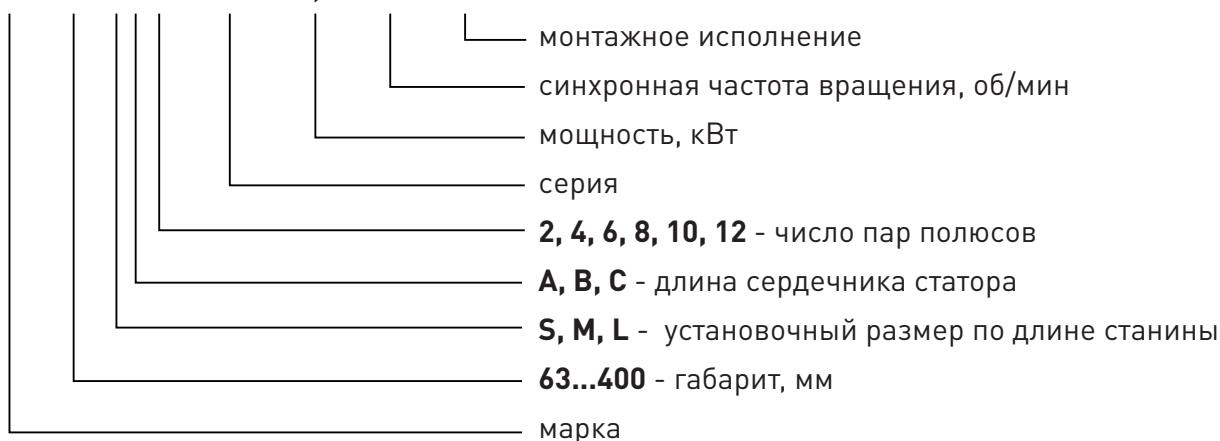 монтажное исполнение
синхронная частота вращения, об/мин
мощность, кВт
серия
2, 4, 6, 8, 10, 12 - число пар полюсов
A, B, C - длина сердечника статора
S, M, L - установочный размер по длине станины
63...400 - габарит, мм
марка